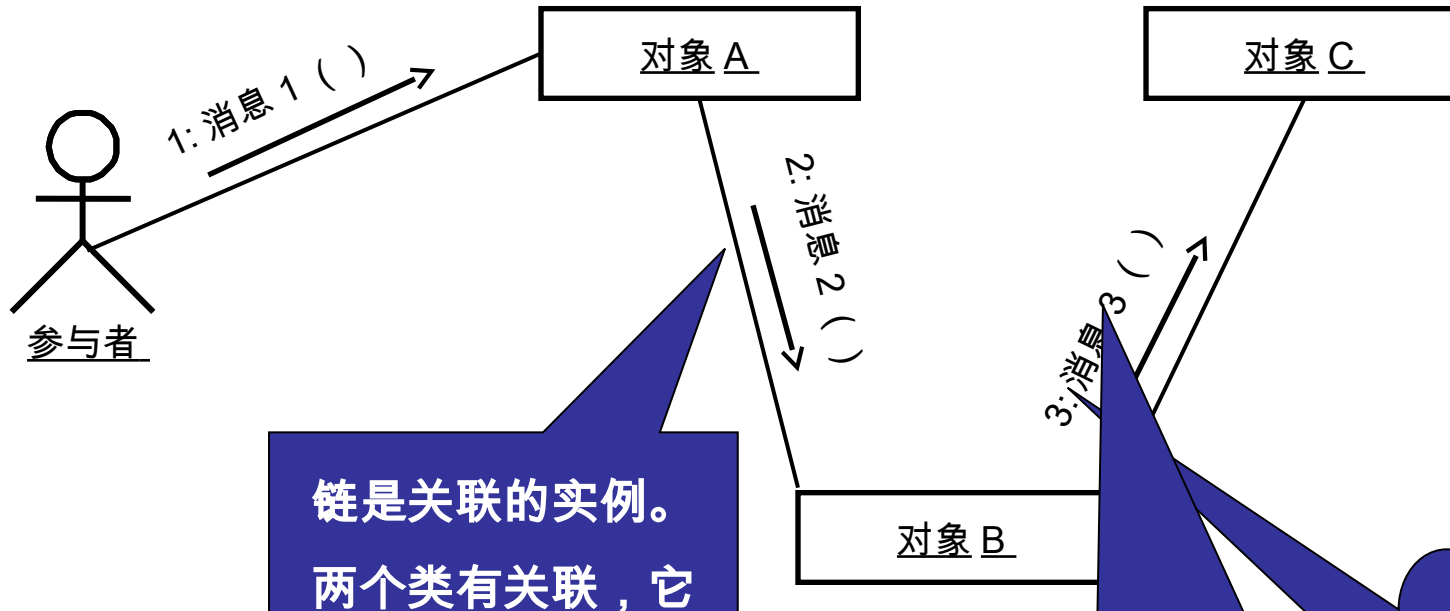 对象 A
对象 C
1: 消息 1 ( )
2: 消息 2 ( )
3: 消息 3 ( )
参与者
链是关联的实例。
两个类有关联，它
对象 B